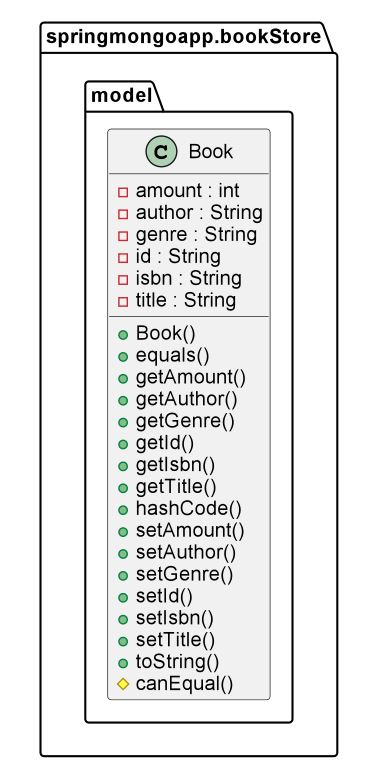 springmongoapp.bookStore
model
C Book
amount : int
author : String
genre : String
id : String
isbn : String
title : String
Book()
equals()
getAmount()
getAuthor()
getGenre()
getId()
getIsbn()
getTitle()
hashCode()
setAmount()
setAuthor()
setGenre()
setId()
setIsbn()
setTitle()
toString()
canEqual()